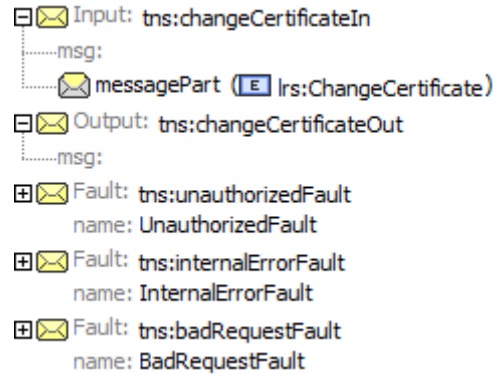 Input: tns:changeCertificateIn
msg:
messagePart (E lrs:ChangeCertificate)
Output: tns:changeCertificateOut
msg:
Fault: tns:unauthorizedFault
name: UnauthorizedFault
Fault: tns:internalErrorFault
name: InternalErrorFault
Fault: tns:badRequestFault
name: BadRequestFault